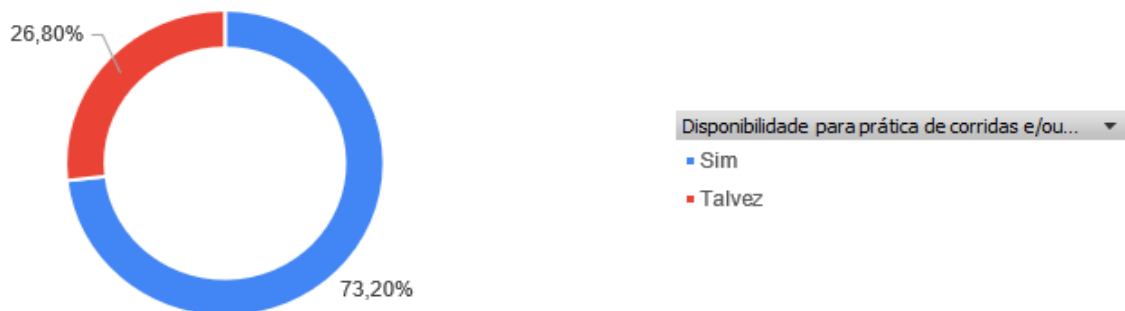 26,80%
73,20%
Disponibilidade para prática de corridas e/ou...
Sim
Talvez